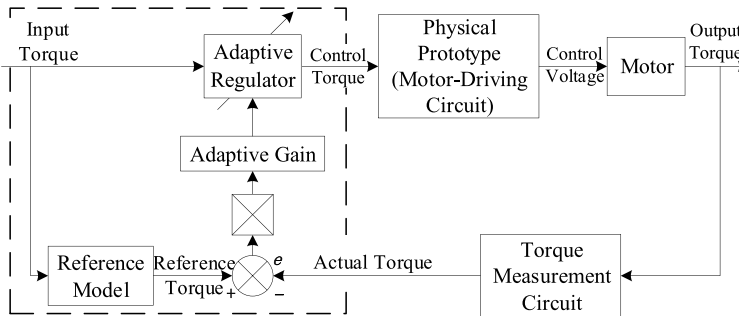 Input
Torque
Adaptive
Regulator
Control
Torque
Physical
Prototype
(Motor-Driving
Circuit)
Control
Voltage
Motor
Output
Torque
Adaptive Gain
Reference
Model
Reference
Torque
+
e
−
Actual Torque
Torque
Measurement
Circuit